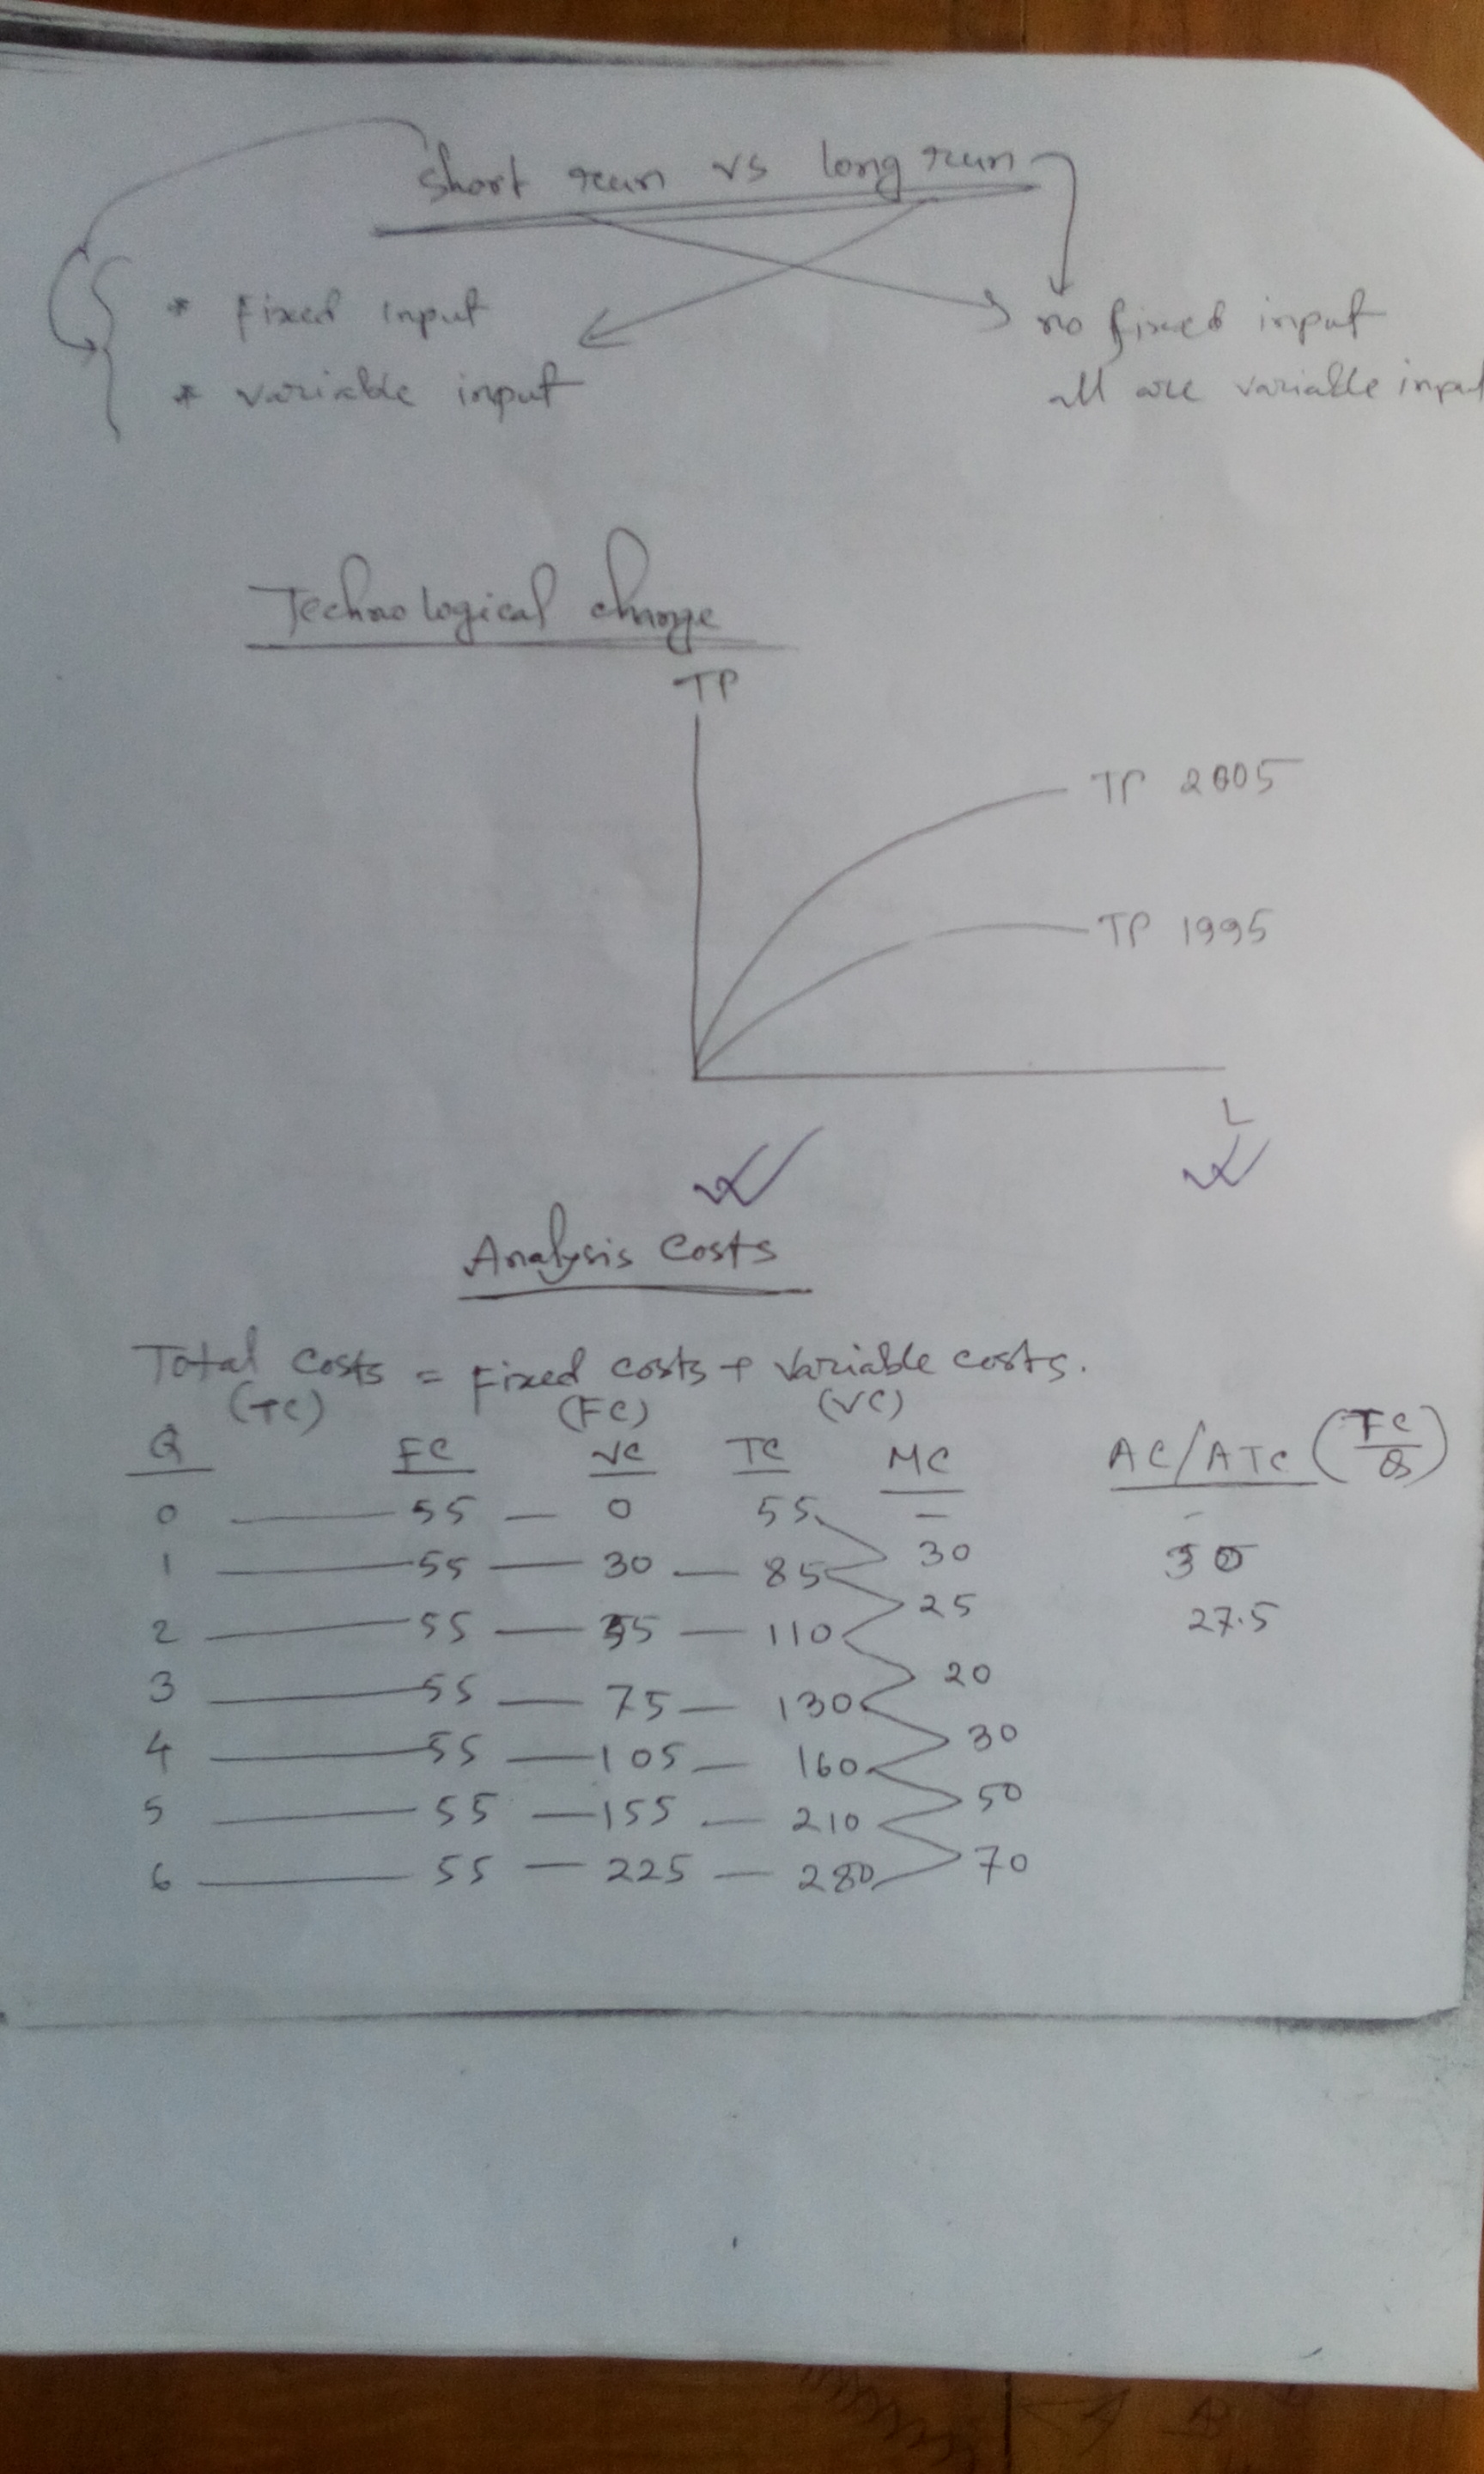 short run vs long run
* fixed input
* variable input
no fixed input
all are variable input
Technological change
TP
TP 2005
TP 1995
L
Analysis Costs
Total costs = Fixed costs + Variable costs.
(TC) (FC) (VC)
Q FC VC TC MC AC/ATC (TC/Q)
0 55 0 55 - -
1 55 30 85 30 30
2 55 55 110 25 27.5
3 55 75 130 20
4 55 105 160 30
5 55 155 210 50
6 55 225 280 70